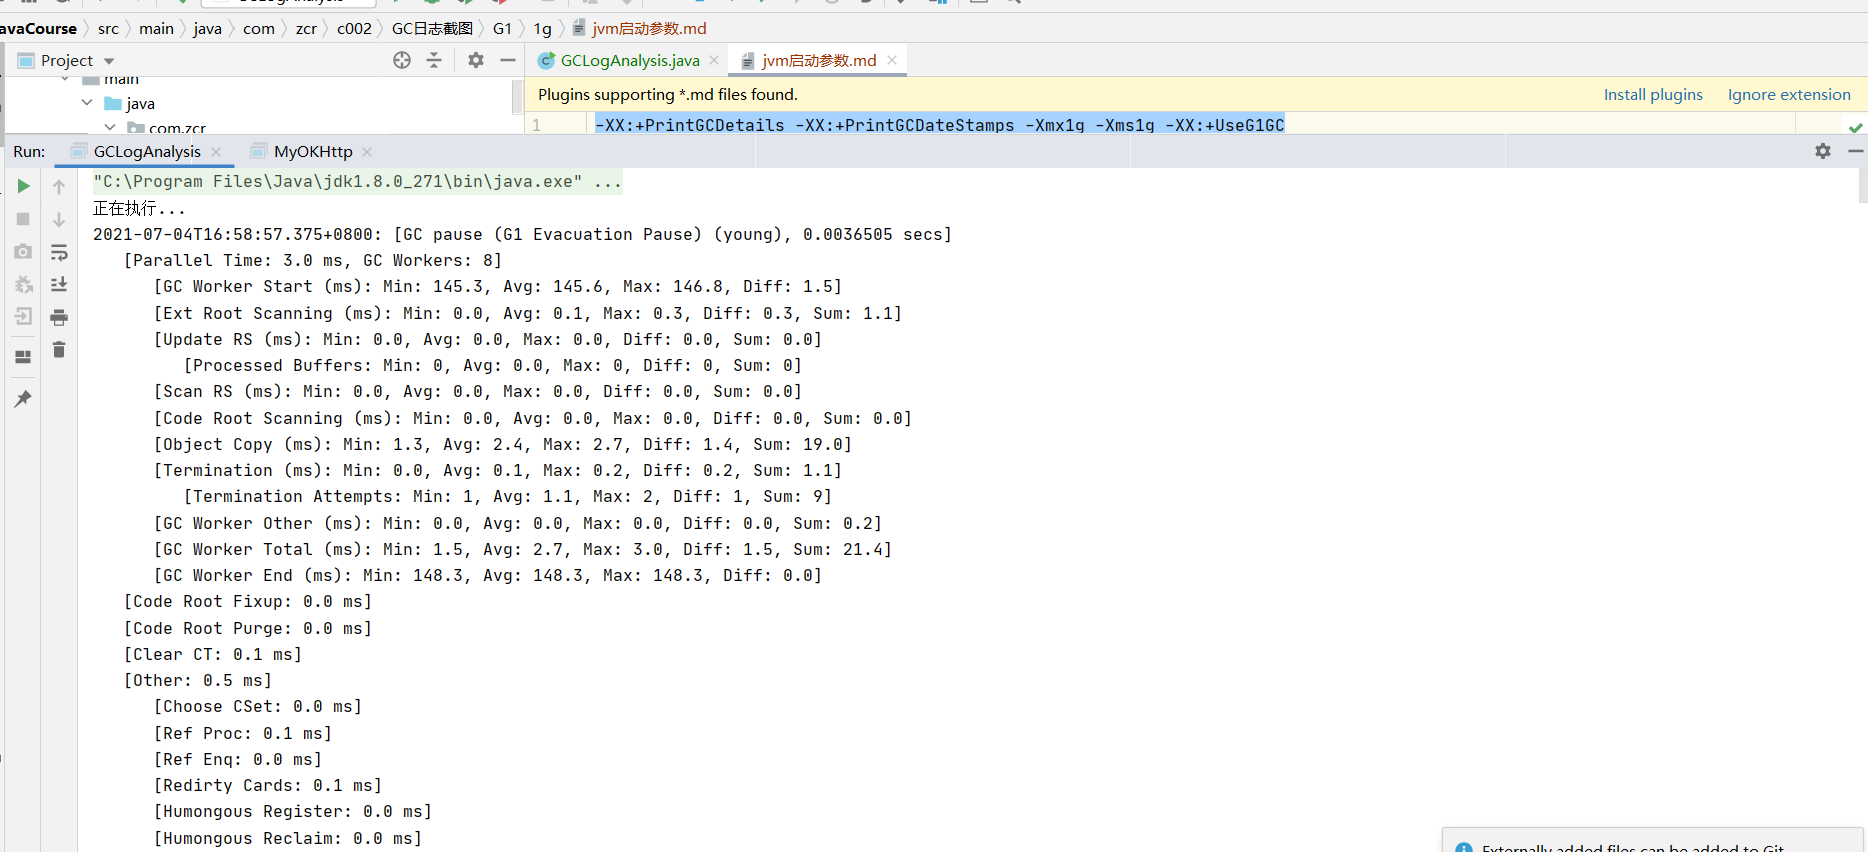 avaCourse src main java com zcr c002 GC日志截图 G1 1g jvm启动参数.md
Project
GCLogAnalysis.java jvm启动参数.md
main
java
com.zcr
Plugins supporting *.md files found. Install plugins Ignore extension
1 -XX:+PrintGCDetails -XX:+PrintGCDateStamps -Xmx1g -Xms1g -XX:+UseG1GC
Run: GCLogAnalysis MyOKHttp
"C:\Program Files\Java\jdk1.8.0_271\bin\java.exe" ...
正在执行...
2021-07-04T16:58:57.375+0800: [GC pause (G1 Evacuation Pause) (young), 0.0036505 secs]
[Parallel Time: 3.0 ms, GC Workers: 8]
[GC Worker Start (ms): Min: 145.3, Avg: 145.6, Max: 146.8, Diff: 1.5]
[Ext Root Scanning (ms): Min: 0.0, Avg: 0.1, Max: 0.3, Diff: 0.3, Sum: 1.1]
[Update RS (ms): Min: 0.0, Avg: 0.0, Max: 0.0, Diff: 0.0, Sum: 0.0]
[Processed Buffers: Min: 0, Avg: 0.0, Max: 0, Diff: 0, Sum: 0]
[Scan RS (ms): Min: 0.0, Avg: 0.0, Max: 0.0, Diff: 0.0, Sum: 0.0]
[Code Root Scanning (ms): Min: 0.0, Avg: 0.0, Max: 0.0, Diff: 0.0, Sum: 0.0]
[Object Copy (ms): Min: 1.3, Avg: 2.4, Max: 2.7, Diff: 1.4, Sum: 19.0]
[Termination (ms): Min: 0.0, Avg: 0.1, Max: 0.2, Diff: 0.2, Sum: 1.1]
[Termination Attempts: Min: 1, Avg: 1.1, Max: 2, Diff: 1, Sum: 9]
[GC Worker Other (ms): Min: 0.0, Avg: 0.0, Max: 0.0, Diff: 0.0, Sum: 0.2]
[GC Worker Total (ms): Min: 1.5, Avg: 2.7, Max: 3.0, Diff: 1.5, Sum: 21.4]
[GC Worker End (ms): Min: 148.3, Avg: 148.3, Max: 148.3, Diff: 0.0]
[Code Root Fixup: 0.0 ms]
[Code Root Purge: 0.0 ms]
[Clear CT: 0.1 ms]
[Other: 0.5 ms]
[Choose CSet: 0.0 ms]
[Ref Proc: 0.1 ms]
[Ref Enq: 0.0 ms]
[Redirty Cards: 0.1 ms]
[Humongous Register: 0.0 ms]
[Humongous Reclaim: 0.0 ms]
Externally added files can be added to Git